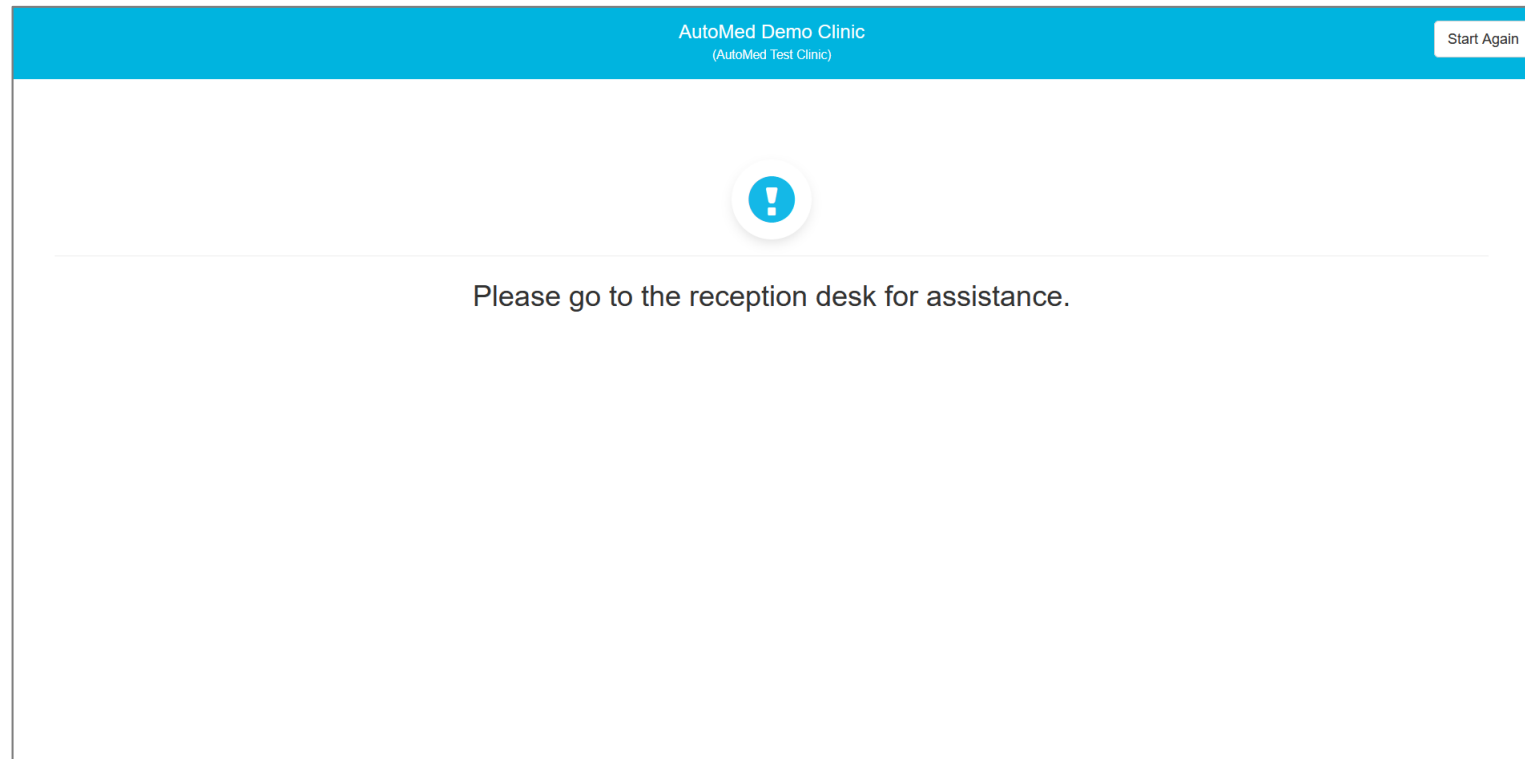 AutoMed Demo Clinic
(AutoMed Test Clinic)
Start Again
Please go to the reception desk for assistance.